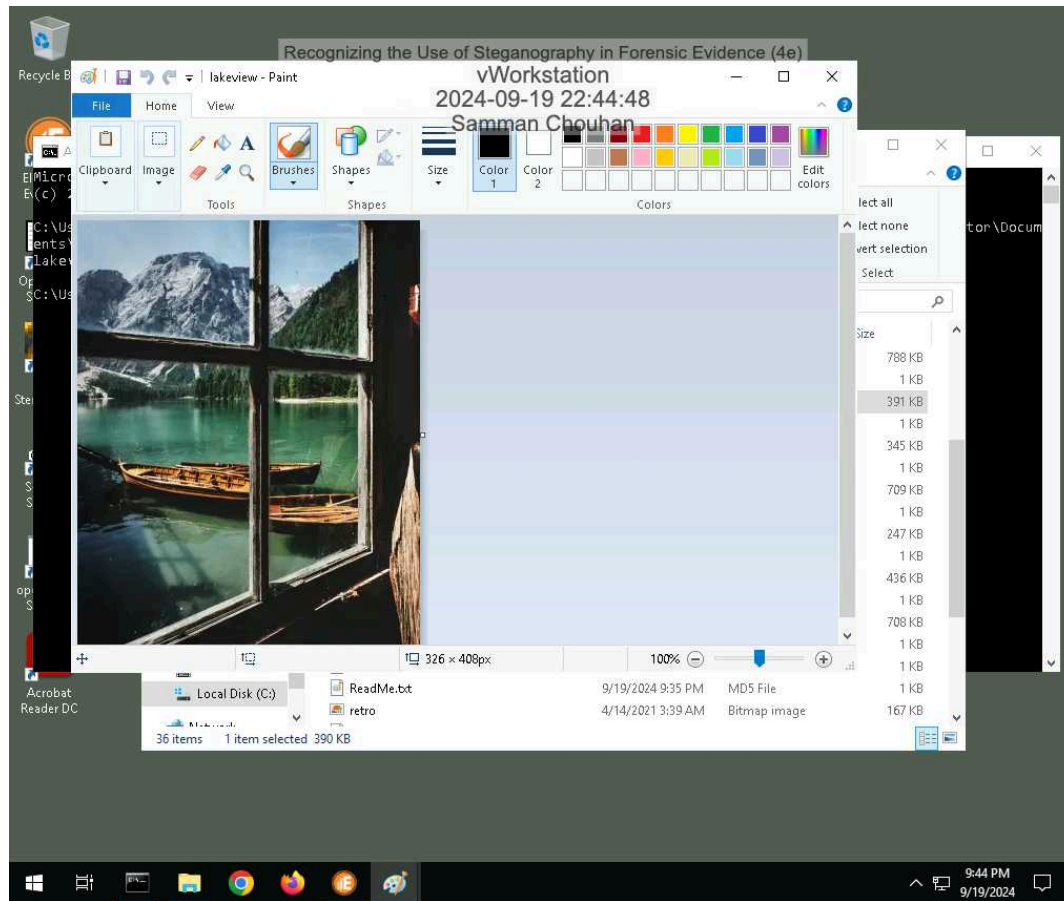 Recognizing the Use of Steganography in Forensic Evidence (4e)
vWorkstation
2024-09-19 22:44:48
Samman Chouhan
Recycle B
lakeview - Paint
File
Home
View
Clipboard
Image
Tools
Brushes
Shapes
Shapes
Size
Color 1
Color 2
Edit colors
Colors
Micro
(c) 2
C:\Us
ents\
lakev
C:\Us
tor\Docum
lect all
lect none
vert selection
Select
Size
788 KB
1 KB
391 KB
1 KB
345 KB
1 KB
709 KB
1 KB
247 KB
1 KB
436 KB
1 KB
708 KB
1 KB
1 KB
326 × 408px
100%
Acrobat
Reader DC
Local Disk (C:)
ReadMe.txt
9/19/2024 9:35 PM
MD5 File
1 KB
retro
4/14/2021 3:39 AM
Bitmap image
167 KB
36 items
1 item selected 390 KB
9:44 PM
9/19/2024